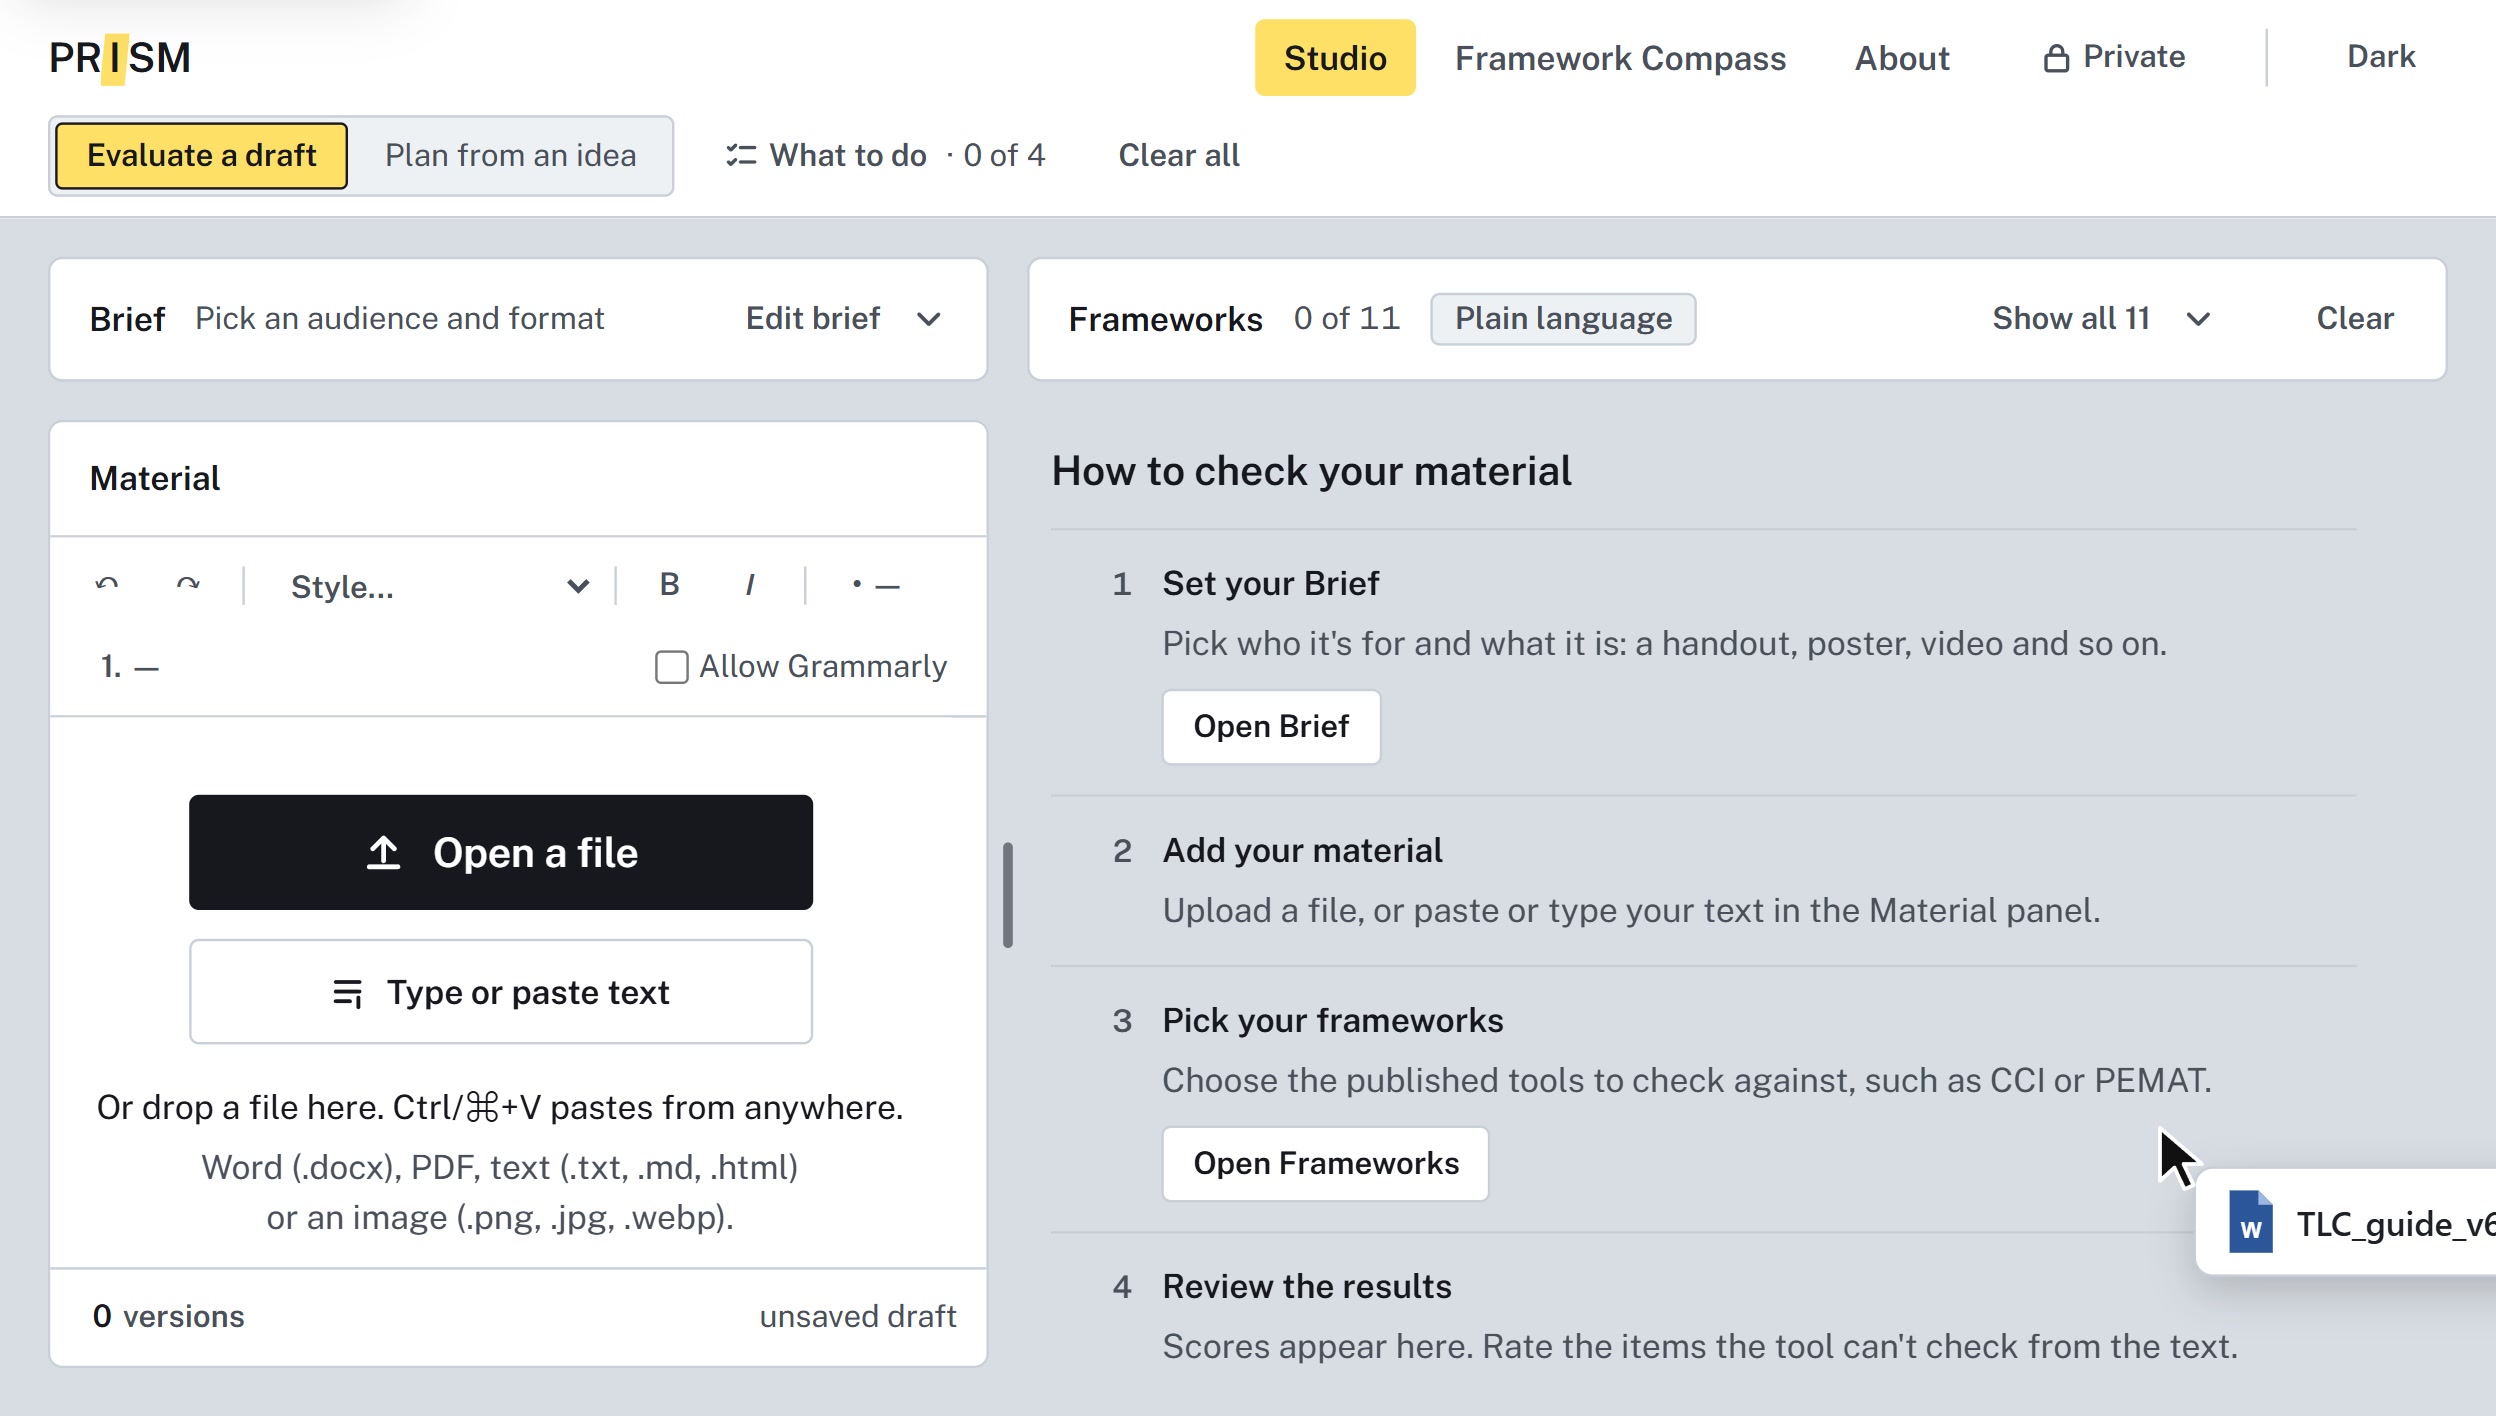 PRISM
Studio
Framework Compass
About
Private
Dark
Evaluate a draft
Plan from an idea
What to do · 0 of 4
Clear all
Brief Pick an audience and format
Edit brief
Frameworks 0 of 11 Plain language
Show all 11
Clear
Material
Style...
B
I
• —
1. —
Allow Grammarly
Open a file
Type or paste text
Or drop a file here. Ctrl/⌘+V pastes from anywhere.
Word (.docx), PDF, text (.txt, .md, .html)
or an image (.png, .jpg, .webp).
0 versions
unsaved draft
How to check your material
1 Set your Brief
Pick who it's for and what it is: a handout, poster, video and so on.
Open Brief
2 Add your material
Upload a file, or paste or type your text in the Material panel.
3 Pick your frameworks
Choose the published tools to check against, such as CCI or PEMAT.
Open Frameworks
W TLC_guide_v6
4 Review the results
Scores appear here. Rate the items the tool can't check from the text.